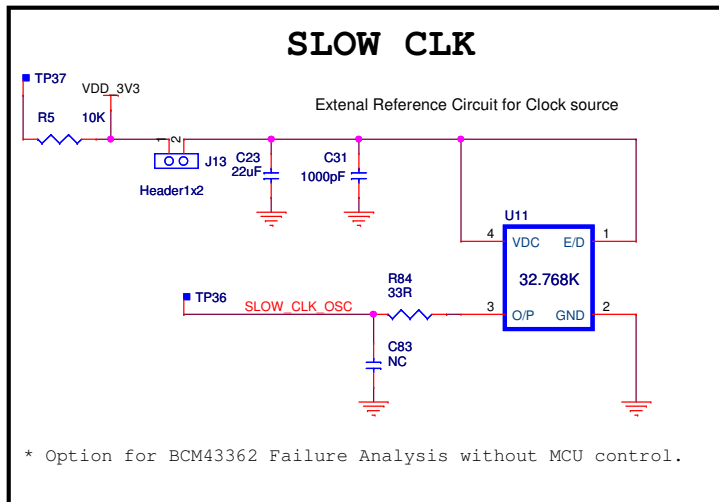 SLOW CLK
TP37
VDD_3V3
Extenal Reference Circuit for Clock source
R5
10K
1
2
J13
Header1x2
C23
22uF
C31
1000pF
U11
4
VDC
E/D
1
32.768K
3
O/P
GND
2
R84
33R
TP36
SLOW_CLK_OSC
C83
NC
* Option for BCM43362 Failure Analysis without MCU control.